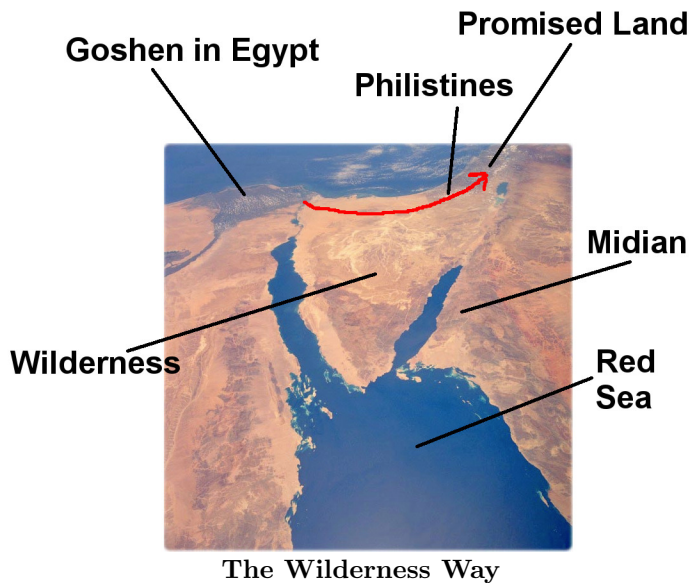 Promised Land
Goshen in Egypt
Philistines
Midian
Wilderness
Red
Sea
The Wilderness Way